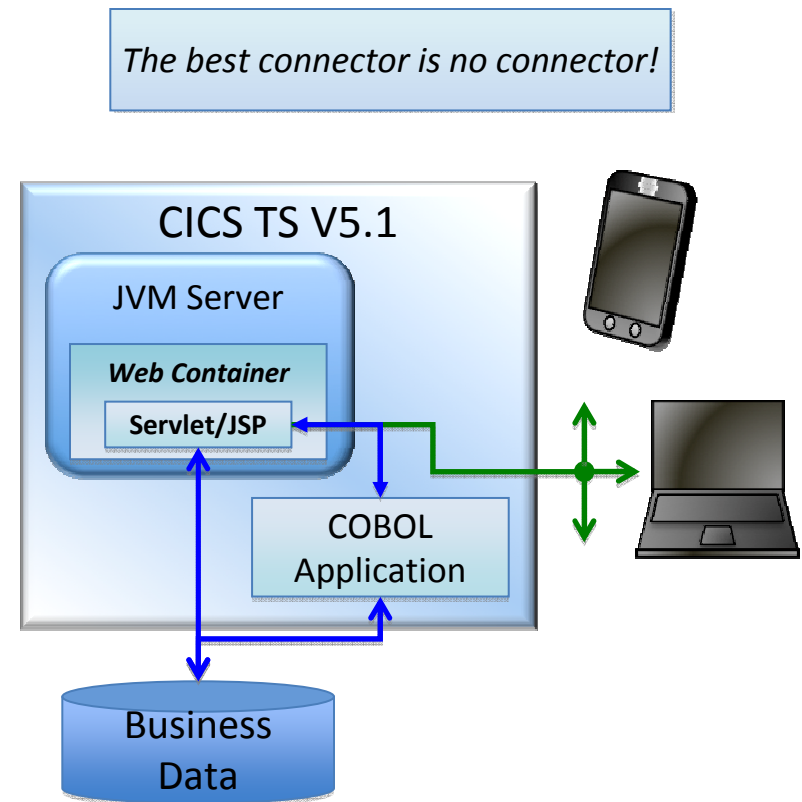 The best connector is no connector!
CICS TS V5.1
JVM Server
Web Container
Servlet/JSP
COBOL
Application
Business
Data